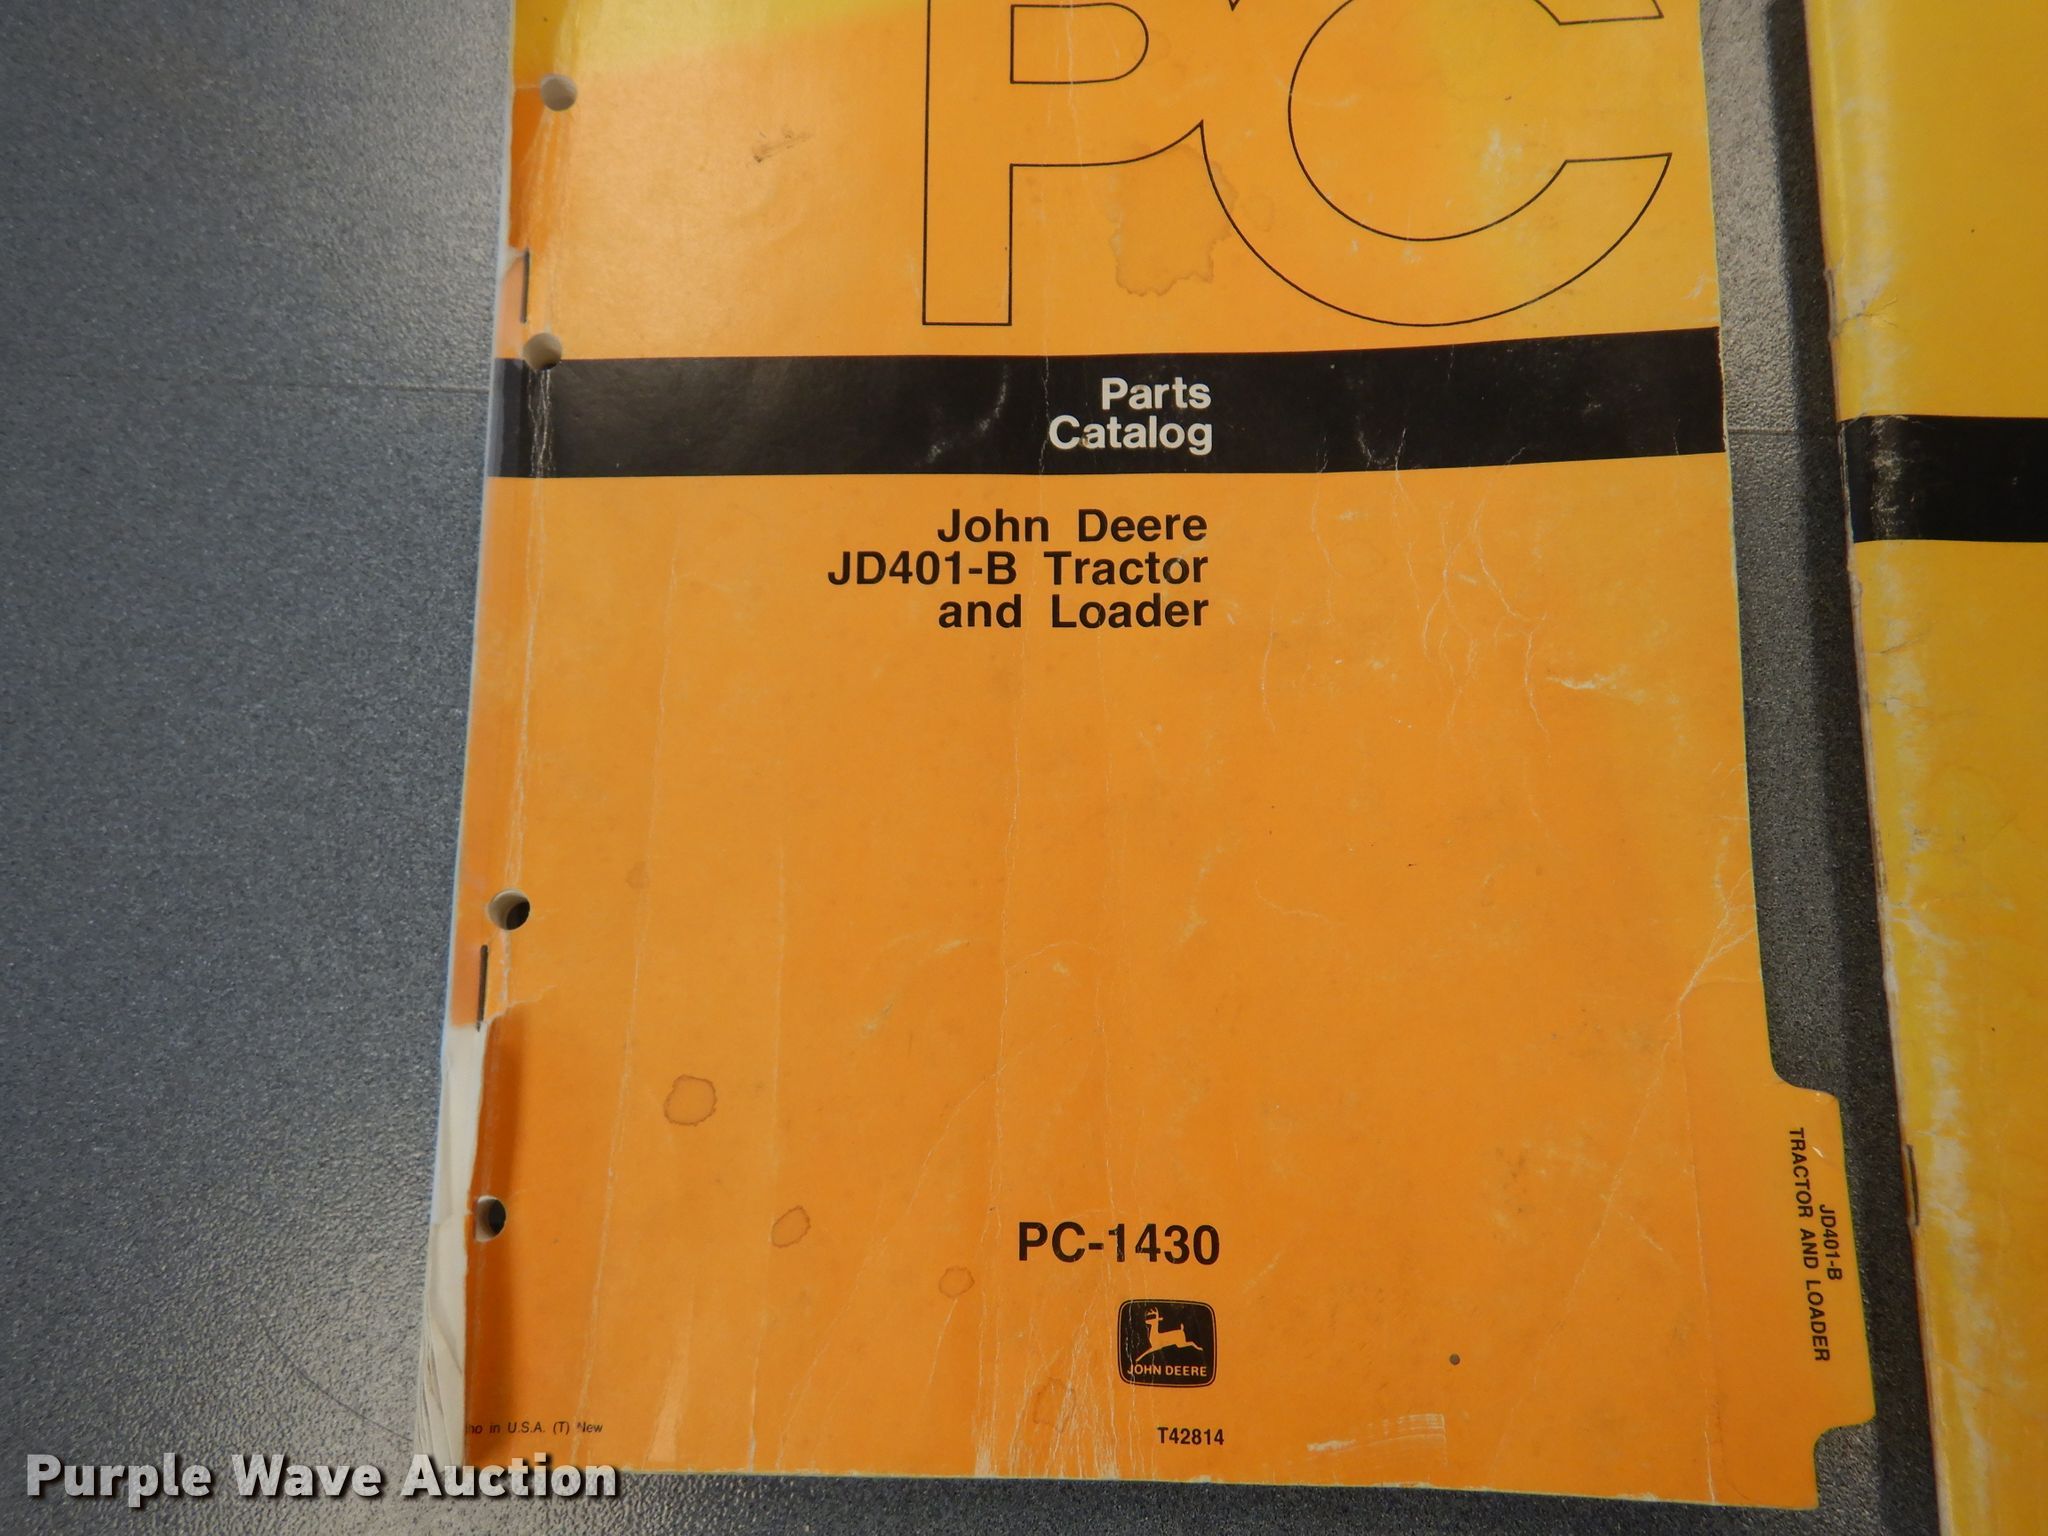 PC
Parts
Catalog
John Deere
JD401-B Tractor
and Loader
PC-1430
JOHN DEERE
T42814
in U.S.A. (T) New
JD401-B
TRACTOR AND LOADER
Purple Wave Auction